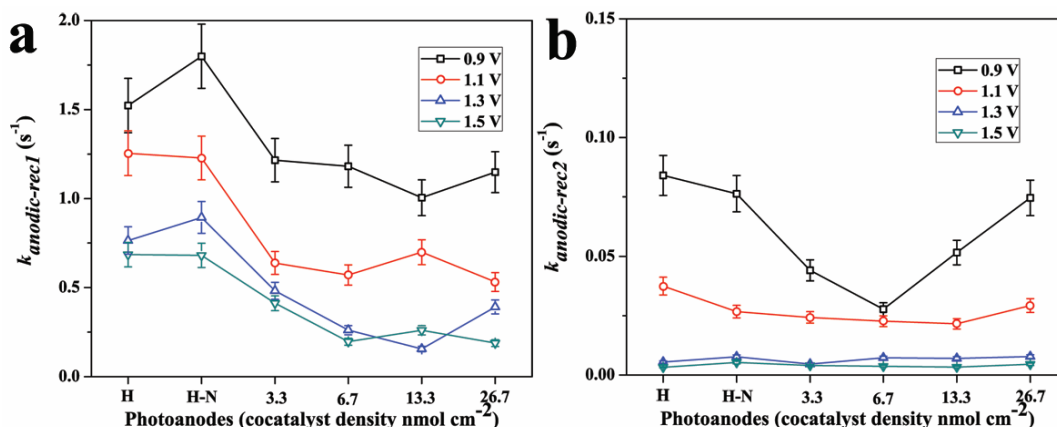 a
k anodic-rec1 (s⁻¹)
2.0
1.5
1.0
0.5
0.0
0.9 V
1.1 V
1.3 V
1.5 V
H H-N 3.3 6.7 13.3 26.7
Photoanodes (cocatalyst density nmol cm⁻²)
b
k anodic-rec2 (s⁻¹)
0.15
0.10
0.05
0.00
0.9 V
1.1 V
1.3 V
1.5 V
H H-N 3.3 6.7 13.3 26.7
Photoanodes (cocatalyst density nmol cm⁻²)